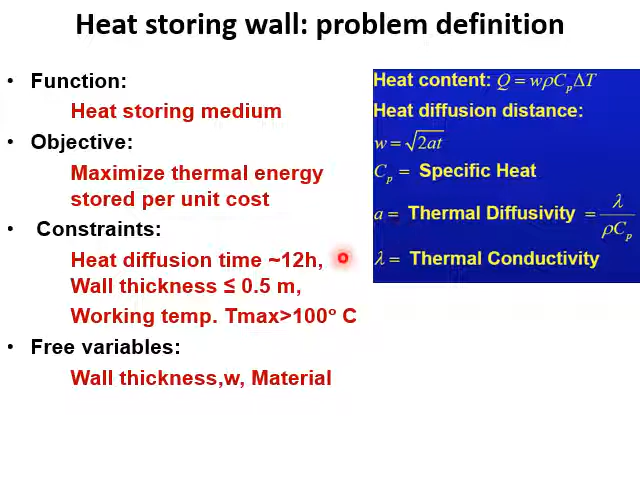 Heat storing wall: problem definition
• Function:
Heat storing medium
• Objective:
Maximize thermal energy
stored per unit cost
• Constraints:
Heat diffusion time ~12h,
Wall thickness ≤ 0.5 m,
Working temp. Tmax>100° C
• Free variables:
Wall thickness,w, Material
Heat content: Q = wρC_pΔT
Heat diffusion distance:
w = √2at
C_p = Specific Heat
a = Thermal Diffusivity = λ/ρC_p
λ = Thermal Conductivity